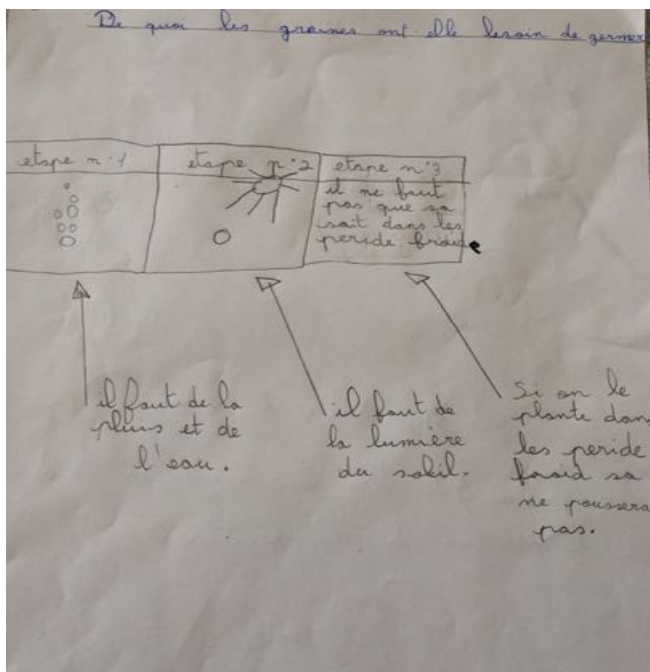 De quoi les graines ont elle besoin de germer
etape n°1
etape n°2
etape n°3
il ne faut
pas que sa
soit dans les
peride froide
il faut de la
pluis et de
l'eau.
il faut de
la lumière
du soleil.
Si on le
plante dans
les peride
froid sa
ne poussera
pas.